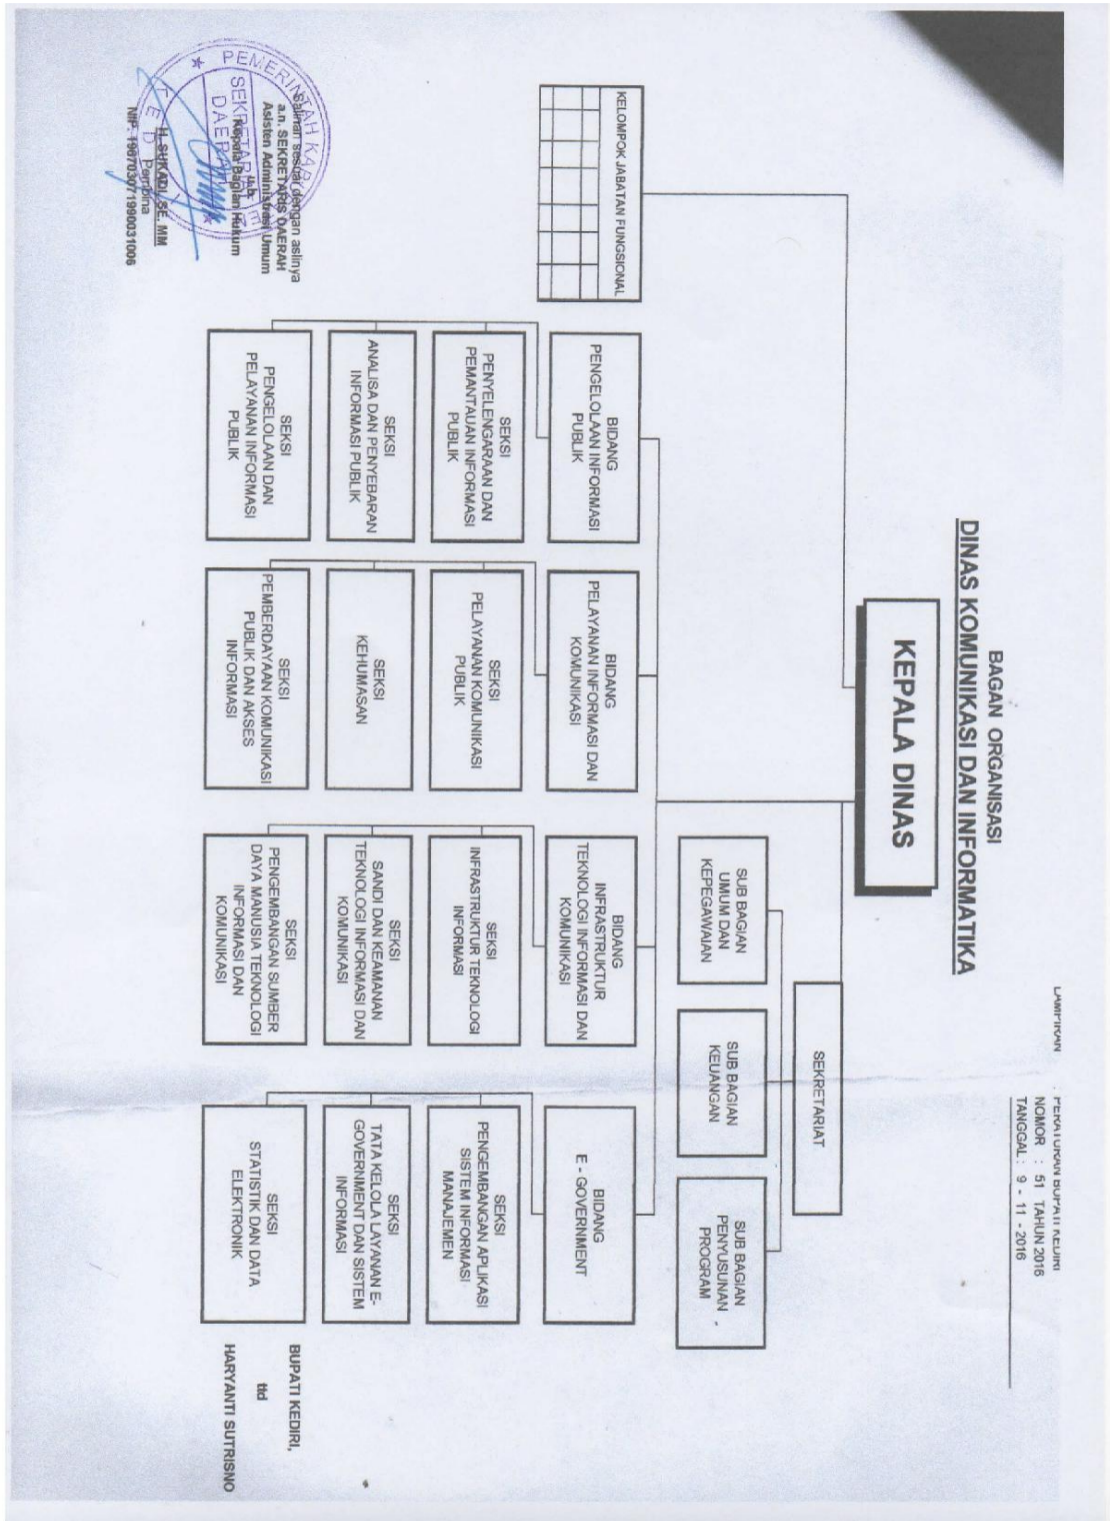 LAMPIRAN : PERATURAN BUPATI KEDIRI
NOMOR : 51 TAHUN 2016
TANGGAL : 9 - 11 - 2016
BAGAN ORGANISASI
DINAS KOMUNIKASI DAN INFORMATIKA
KEPALA DINAS
SEKRETARIAT
SUB BAGIAN
UMUM DAN
KEPEGAWAIAN
SUB BAGIAN
KEUANGAN
SUB BAGIAN
PENYUSUNAN
PROGRAM
KELOMPOK JABATAN FUNGSIONAL
BIDANG
PENGELOLAAN INFORMASI
PUBLIK
SEKSI
PENYELENGARAAN DAN
PEMANTAUAN INFORMASI
PUBLIK
SEKSI
ANALISA DAN PENYEBARAN
INFORMASI PUBLIK
SEKSI
PENGELOLAAN DAN
PELAYANAN INFORMASI
PUBLIK
BIDANG
PELAYANAN INFORMASI DAN
KOMUNIKASI
SEKSI
PELAYANAN KOMUNIKASI
PUBLIK
SEKSI
KEHUMASAN
SEKSI
PEMBERDAYAAN KOMUNIKASI
PUBLIK DAN AKSES
INFORMASI
BIDANG
INFRASTRUKTUR
TEKNOLOGI INFORMASI DAN
KOMUNIKASI
SEKSI
INFRASTRUKTUR TEKNOLOGI
INFORMASI
SEKSI
SANDI DAN KEAMANAN
TEKNOLOGI INFORMASI DAN
KOMUNIKASI
SEKSI
PENGEMBANGAN SUMBER
DAYA MANUSIA TEKNOLOGI
INFORMASI DAN
KOMUNIKASI
BIDANG
E - GOVERNMENT
SEKSI
PENGEMBANGAN APLIKASI
SISTEM INFORMASI
MANAJEMEN
SEKSI
TATA KELOLA LAYANAN E-
GOVERNMENT DAN SISTEM
INFORMASI
SEKSI
STATISTIK DAN DATA
ELEKTRONIK
BUPATI KEDIRI,
ttd
HARYANTI SUTRISNO
Salinan sesuai dengan aslinya
a.n. SEKRETARIS DAERAH
Asisten Administrasi Umum
u.b.
Kepala Bagian Hukum
H. SUKADI, SE. MM
Pembina
NIP. 196703071990031006
PEMERINTAH KAB
SEKRETARIAT
DAERAH